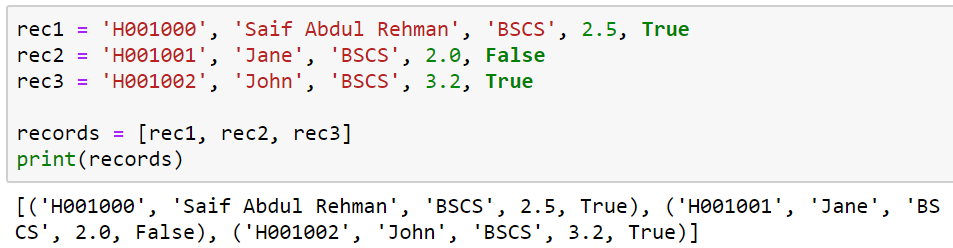 rec1 = 'H001000', 'Saif Abdul Rehman', 'BSCS', 2.5, True
rec2 = 'H001001', 'Jane', 'BSCS', 2.0, False
rec3 = 'H001002', 'John', 'BSCS', 3.2, True
records = [rec1, rec2, rec3]
print(records)
[('H001000', 'Saif Abdul Rehman', 'BSCS', 2.5, True), ('H001001', 'Jane', 'BS
CS', 2.0, False), ('H001002', 'John', 'BSCS', 3.2, True)]